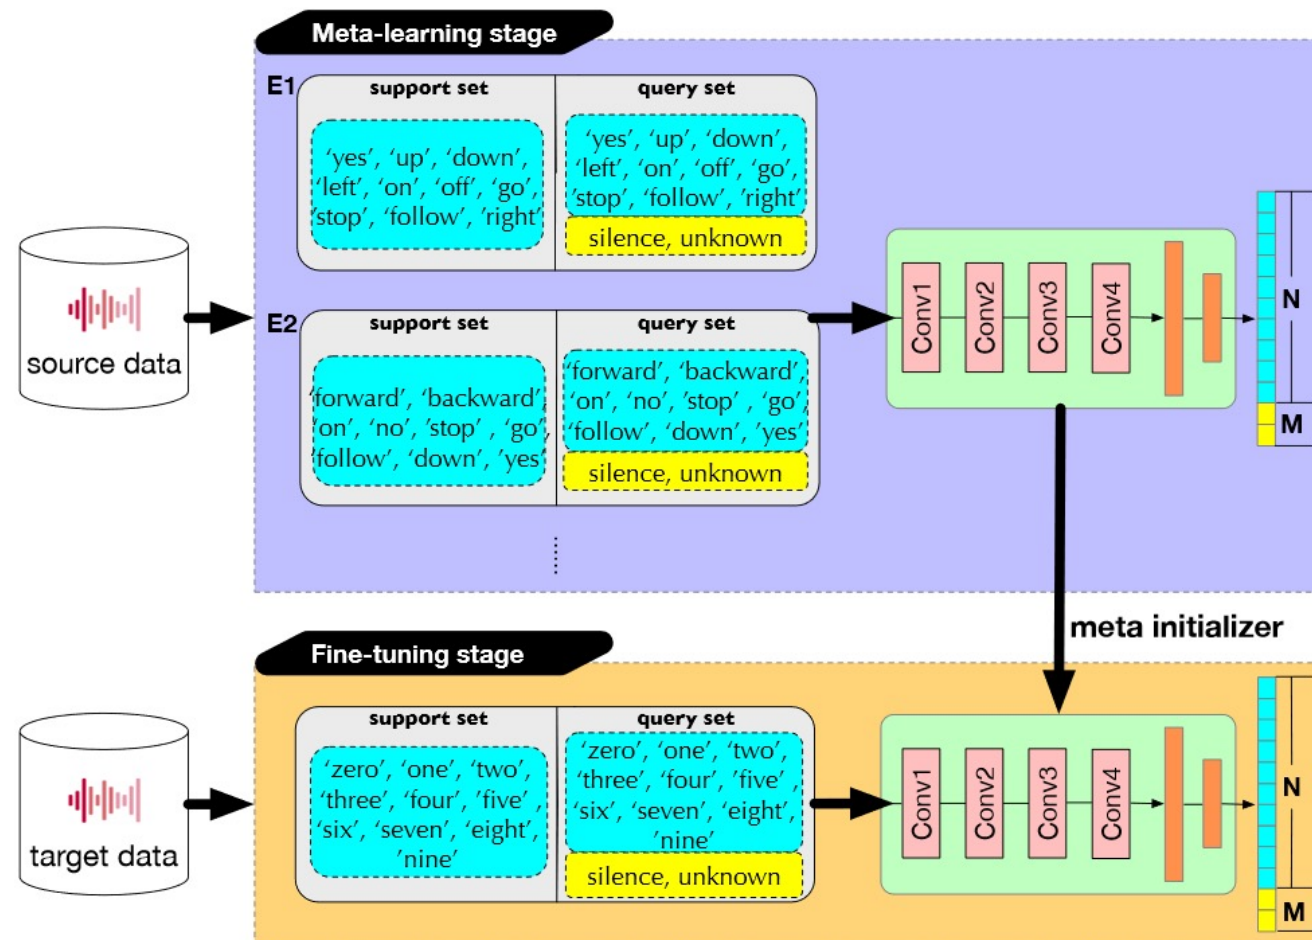 Meta-learning stage
E1
support set
query set
‘yes’, ‘up’, ‘down’,
‘left’, ‘on’, ‘off’, ‘go’,
’stop’, ‘follow’, ’right’
‘yes’, ‘up’, ‘down’,
‘left’, ‘on’, ‘off’, ‘go’,
’stop’, ‘follow’, ’right’
silence, unknown
source data
E2
support set
query set
‘forward’, ‘backward’,
‘on’, ‘no’, ’stop’ , ‘go’,
‘follow’, ‘down’, ’yes’
‘forward’, ‘backward’,
‘on’, ‘no’, ’stop’ , ‘go’,
‘follow’, ‘down’, ’yes’
silence, unknown
Conv1
Conv2
Conv3
Conv4
N
M
meta initializer
Fine-tuning stage
target data
support set
query set
‘zero’, ‘one’, ‘two’,
‘three’, ‘four’, ’five’ ,
‘six’, ‘seven’, ‘eight’,
’nine’
‘zero’, ‘one’, ‘two’,
‘three’, ‘four’, ’five’ ,
‘six’, ‘seven’, ‘eight’,
’nine’
silence, unknown
Conv1
Conv2
Conv3
Conv4
N
M